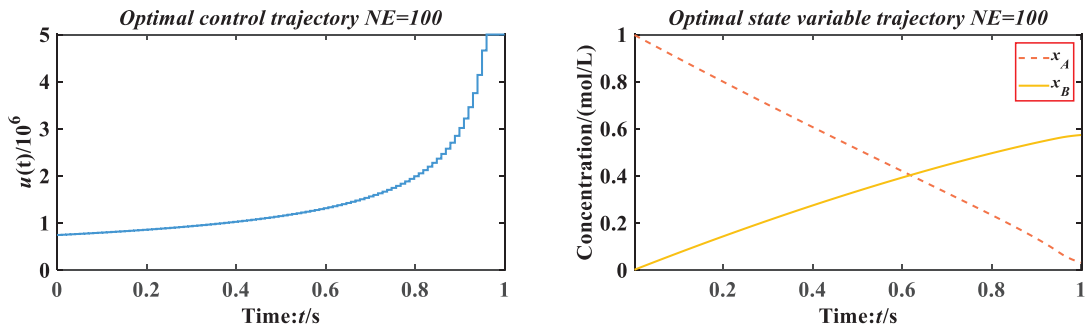 Optimal control trajectory NE=100
u(t)/10^6
5
4
3
2
1
0
0
0.2
0.4
0.6
0.8
1
Time:t/s
Optimal state variable trajectory NE=100
Concentration/(mol/L)
1
0.8
0.6
0.4
0.2
0
0.2
0.4
0.6
0.8
1
Time:t/s
x_A
x_B